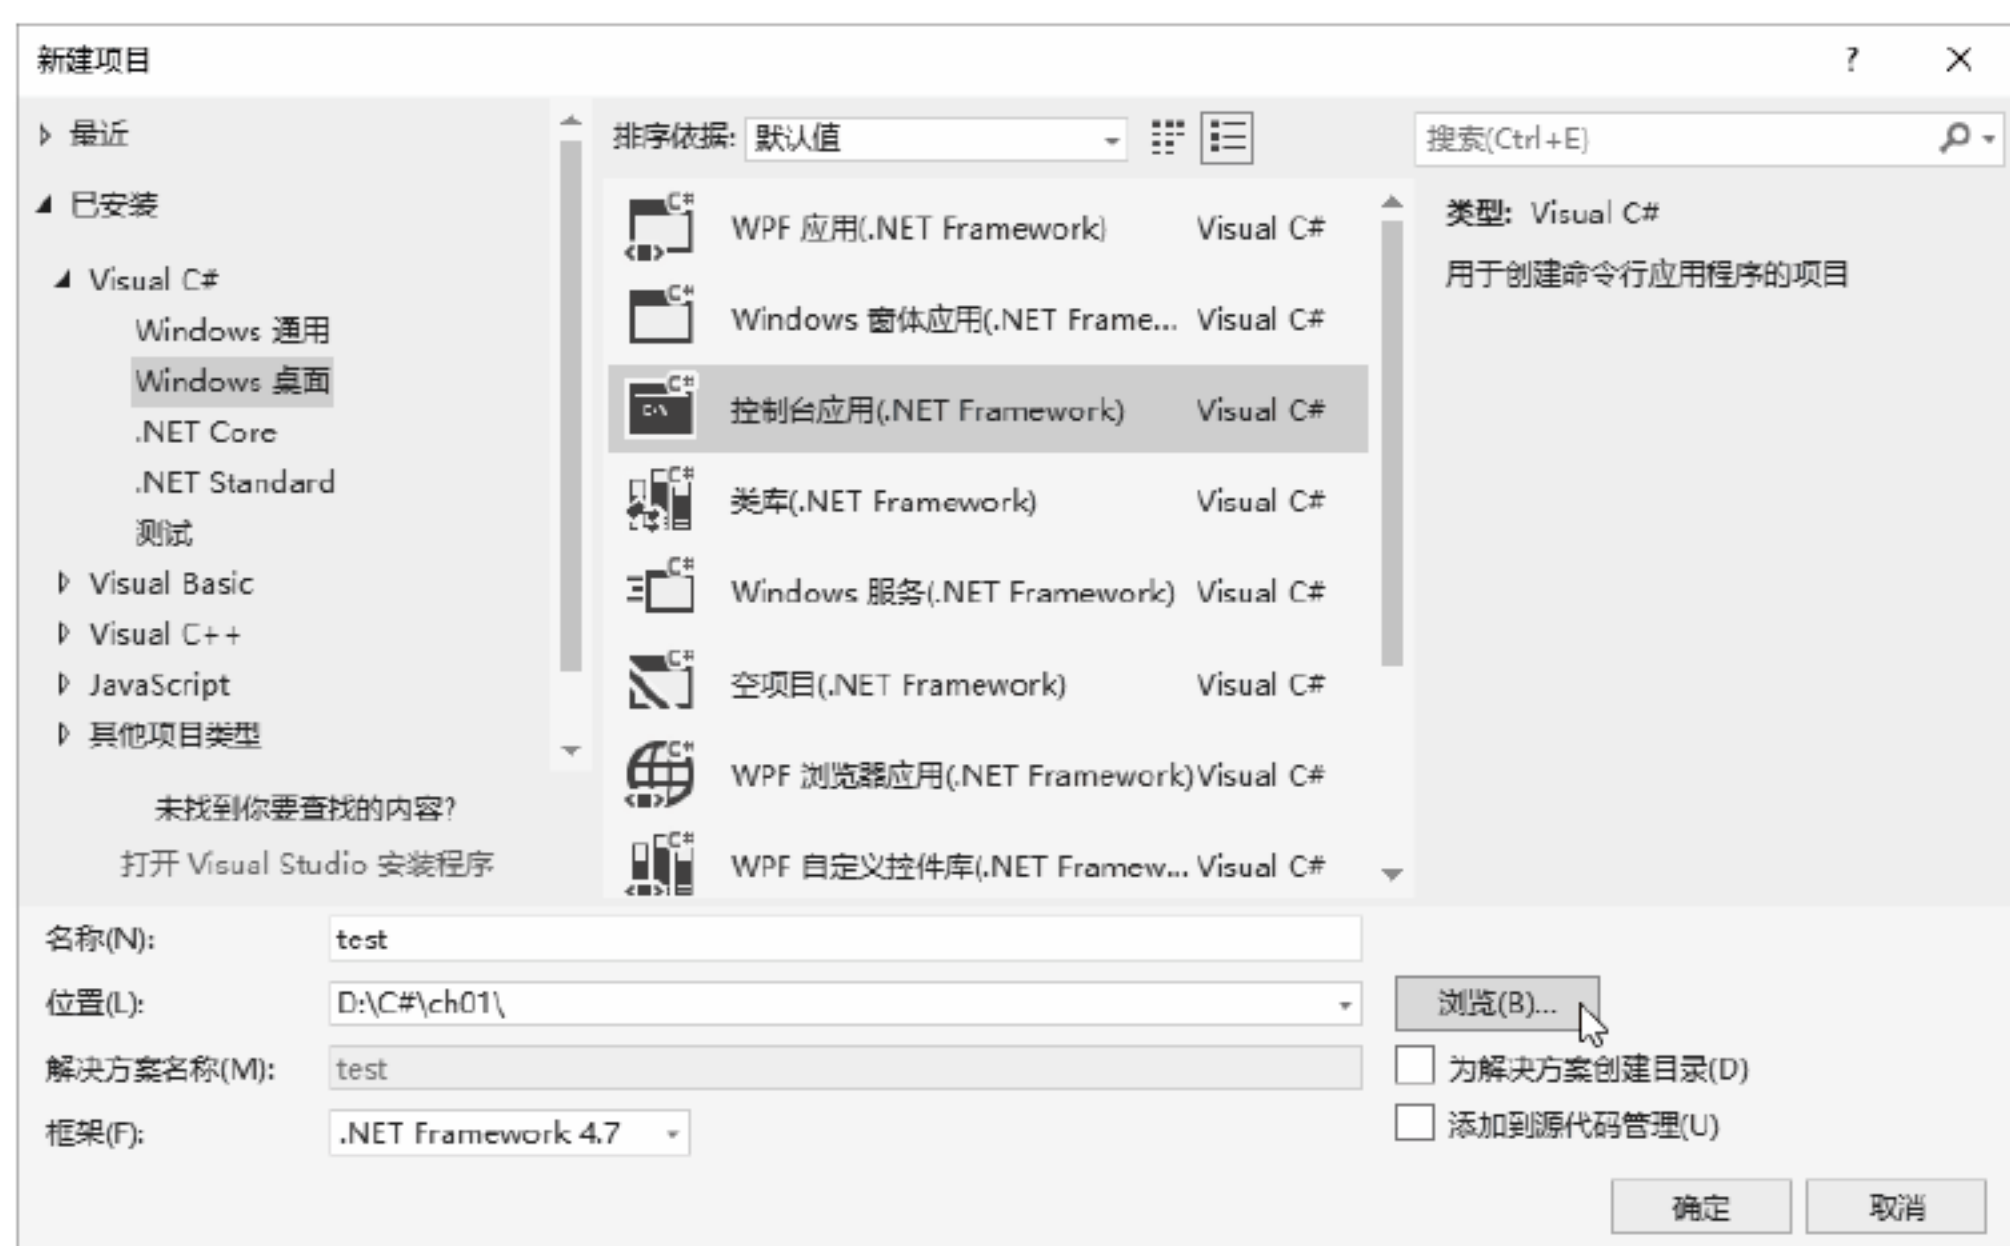 新建项目
?
最近
已安装
Visual C#
Windows 通用
Windows 桌面
.NET Core
.NET Standard
测试
Visual Basic
Visual C++
JavaScript
其他项目类型
未找到你要查找的内容?
打开 Visual Studio 安装程序
排序依据: 默认值
WPF 应用(.NET Framework) Visual C#
Windows 窗体应用(.NET Frame... Visual C#
控制台应用(.NET Framework) Visual C#
类库(.NET Framework) Visual C#
Windows 服务(.NET Framework) Visual C#
空项目(.NET Framework) Visual C#
WPF 浏览器应用(.NET Framework) Visual C#
WPF 自定义控件库(.NET Framew... Visual C#
搜索(Ctrl+E)
类型: Visual C#
用于创建命令行应用程序的项目
名称(N): test
位置(L): D:\C#\ch01\ 浏览(B)...
解决方案名称(M): test 为解决方案创建目录(D)
框架(F): .NET Framework 4.7 添加到源代码管理(U)
确定 取消